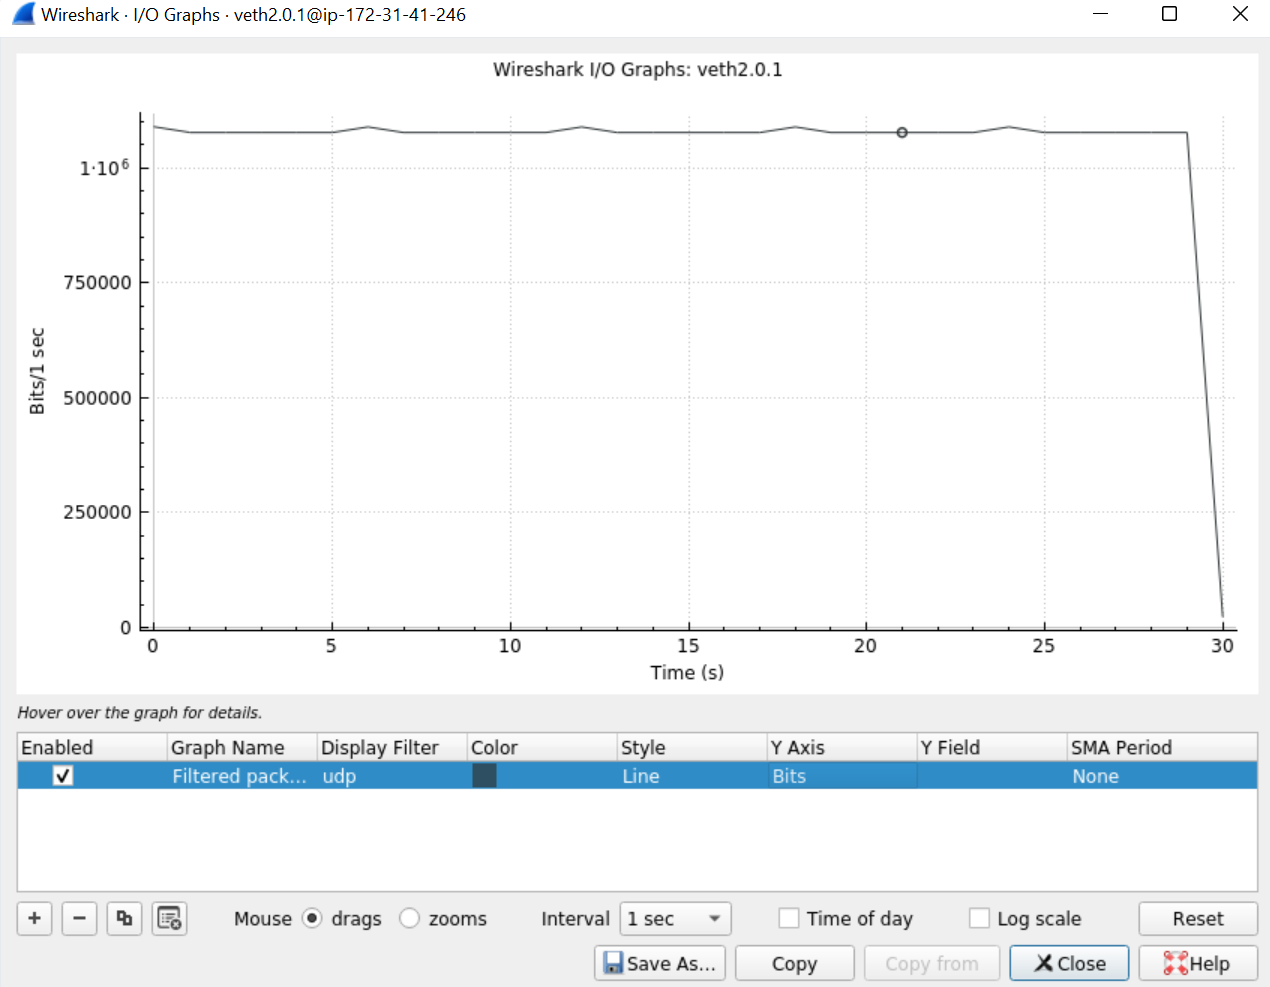 Wireshark · I/O Graphs · veth2.0.1@ip-172-31-41-246
Wireshark I/O Graphs: veth2.0.1
1·10⁶
750000
500000
250000
0
Bits/1 sec
0 5 10 15 20 25 30
Time (s)
Hover over the graph for details.
Enabled Graph Name Display Filter Color Style Y Axis Y Field SMA Period
Filtered pack... udp Line Bits None
+ − Mouse drags zooms Interval 1 sec Time of day Log scale Reset
Save As... Copy Copy from Close Help